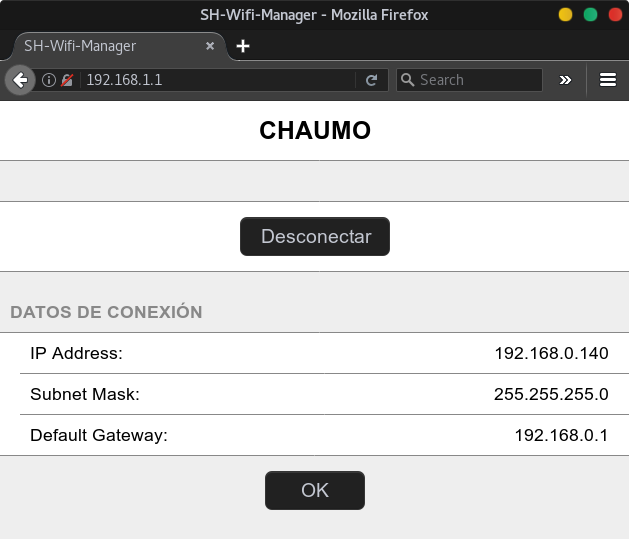 SH-Wifi-Manager - Mozilla Firefox
SH-Wifi-Manager × +
192.168.1.1 Search »
CHAUMO
Desconectar
DATOS DE CONEXIÓN
IP Address: 192.168.0.140
Subnet Mask: 255.255.255.0
Default Gateway: 192.168.0.1
OK